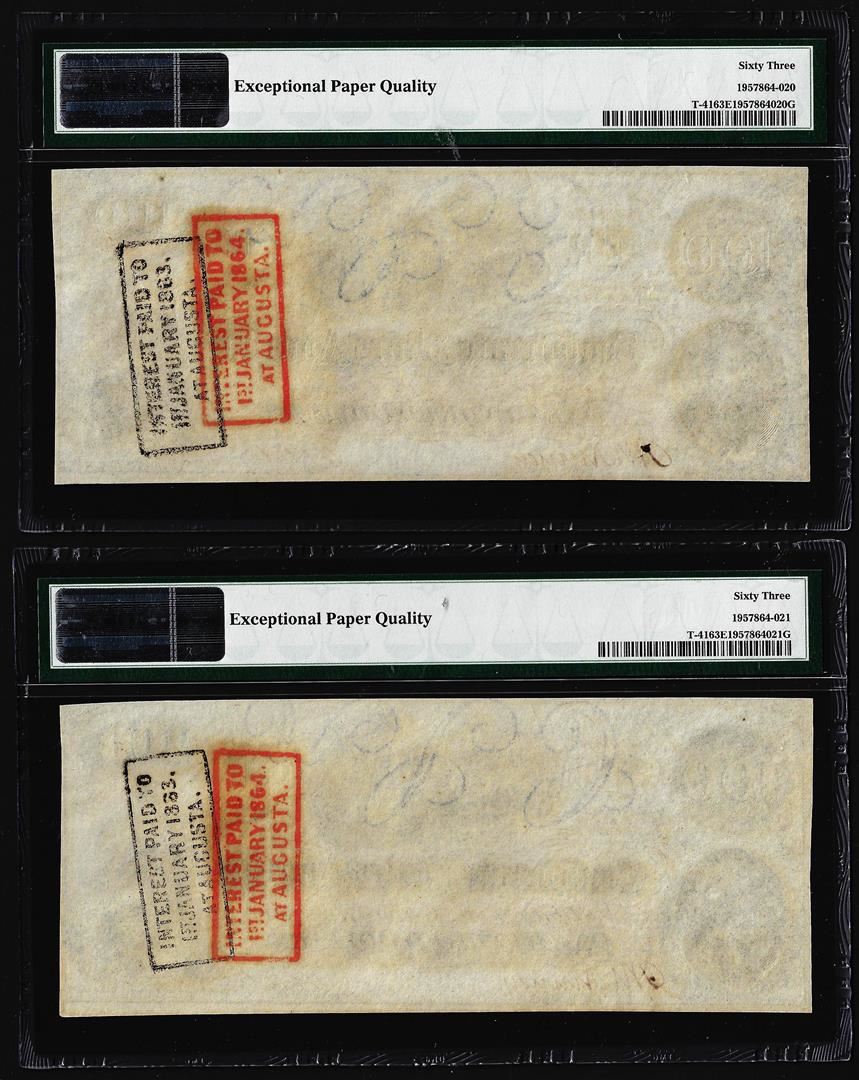 Exceptional Paper Quality
Sixty Three
1957864-020
T-4163E1957864020G
INTEREST PAID TO
1ST JANUARY 1863.
AT AUGUSTA.
INTEREST PAID TO
1ST JANUARY 1864.
AT AUGUSTA.
Exceptional Paper Quality
Sixty Three
1957864-021
T-4163E1957864021G
INTEREST PAID TO
1ST JANUARY 1863.
AT AUGUSTA.
INTEREST PAID TO
1ST JANUARY 1864.
AT AUGUSTA.